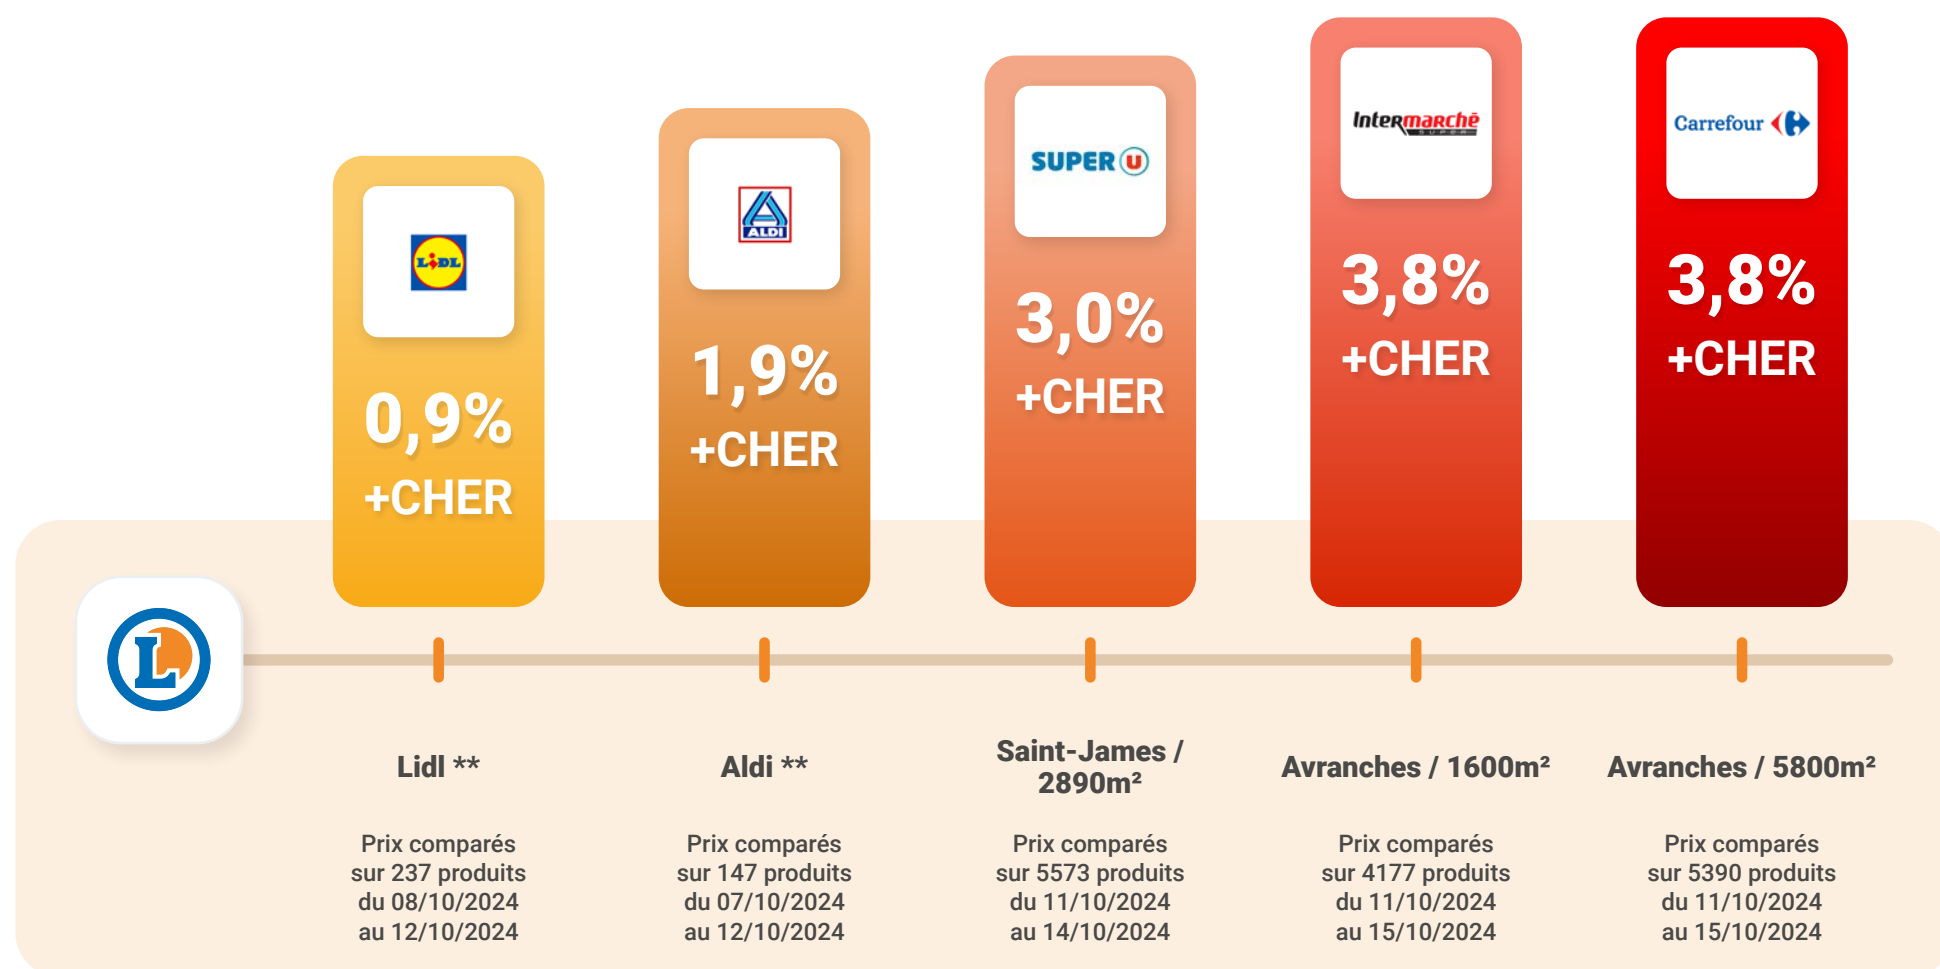 LiDL
0,9%
+CHER
ALDI
1,9%
+CHER
SUPER U
3,0%
+CHER
Intermarchē
SUPER
3,8%
+CHER
Carrefour
3,8%
+CHER
L
Lidl **
Prix comparés
sur 237 produits
du 08/10/2024
au 12/10/2024
Aldi **
Prix comparés
sur 147 produits
du 07/10/2024
au 12/10/2024
Saint-James /
2890m²
Prix comparés
sur 5573 produits
du 11/10/2024
au 14/10/2024
Avranches / 1600m²
Prix comparés
sur 4177 produits
du 11/10/2024
au 15/10/2024
Avranches / 5800m²
Prix comparés
sur 5390 produits
du 11/10/2024
au 15/10/2024